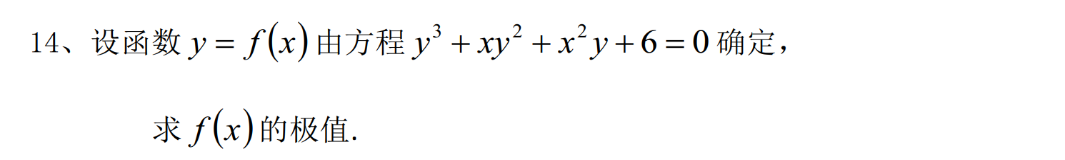 14、设函数 y = f(x) 由方程 y³ + xy² + x²y + 6 = 0 确定，
求 f(x) 的极值.